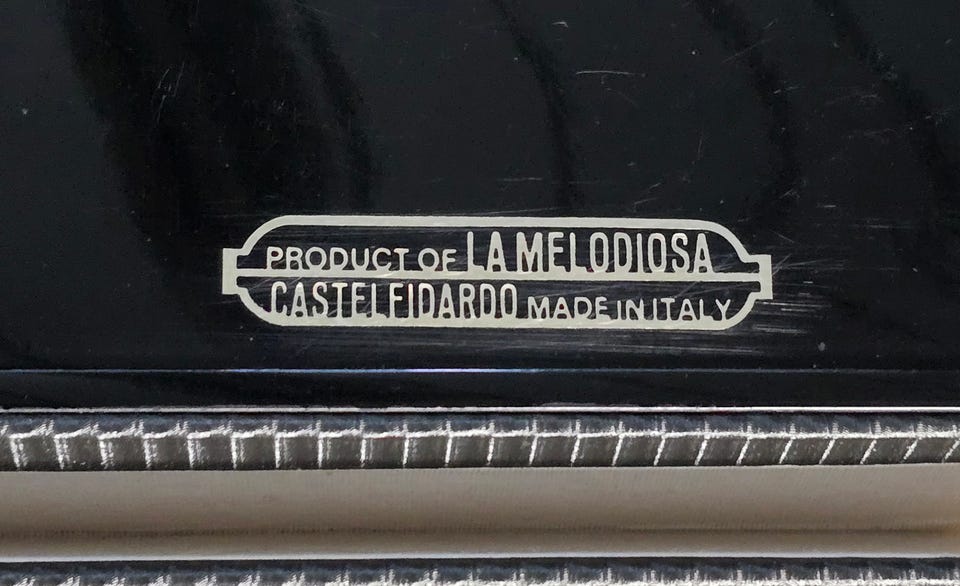 PRODUCT OF LA MELODIOSA
CASTELFIDARDO MADE IN ITALY